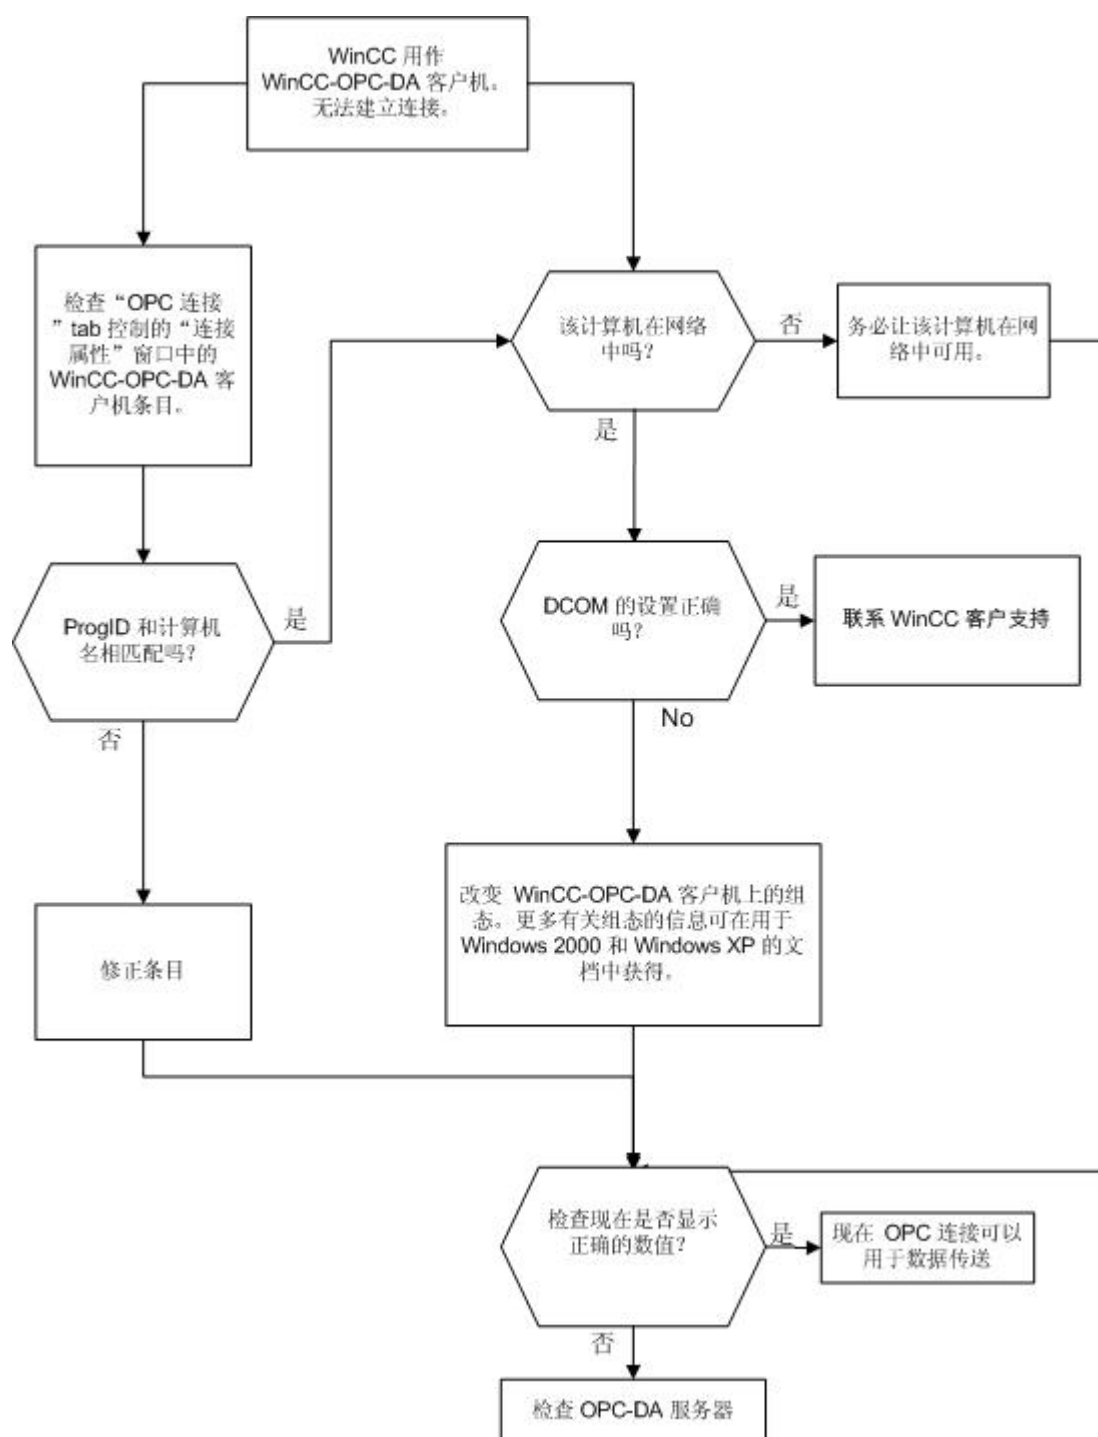 WinCC 用作
WinCC-OPC-DA 客户机。
无法建立连接。
检查“OPC 连接
”tab 控制的“连接
属性”窗口中的
WinCC-OPC-DA 客
户机条目。
该计算机在网络
中吗?
否
务必让该计算机在网
络中可用。
是
ProgID 和计算机
名相匹配吗?
是
DCOM 的设置正确
吗?
是
联系 WinCC 客户支持
No
否
改变 WinCC-OPC-DA 客户机上的组
态。更多有关组态的信息可在用于
Windows 2000 和 Windows XP 的文
档中获得。
修正条目
检查现在是否显示
正确的数值?
是
现在 OPC 连接可以
用于数据传送
否
检查 OPC-DA 服务器